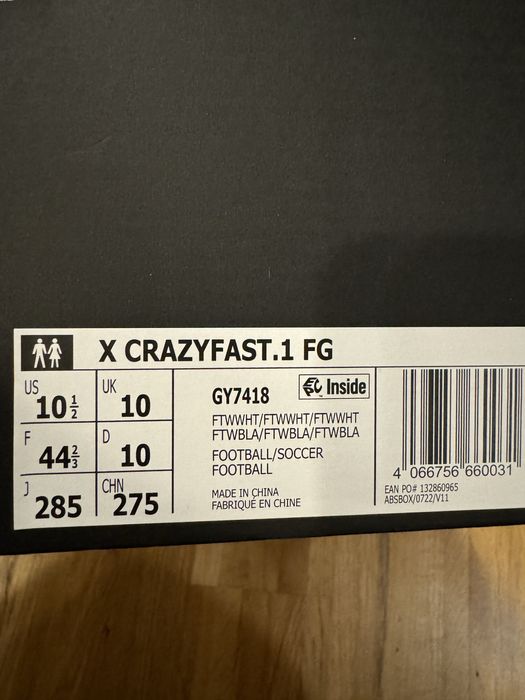 X CRAZYFAST.1 FG
US 10½
UK 10
F 44⅔
D 10
J 285
CHN 275
GY7418
Inside
FTWWHT/FTWWHT/FTWWHT
FTWBLA/FTWBLA/FTWBLA
FOOTBALL/SOCCER
FOOTBALL
MADE IN CHINA
FABRIQUÉ EN CHINE
4 066756 660031
EAN PO# 132860965
ABSBOX/0722/V11